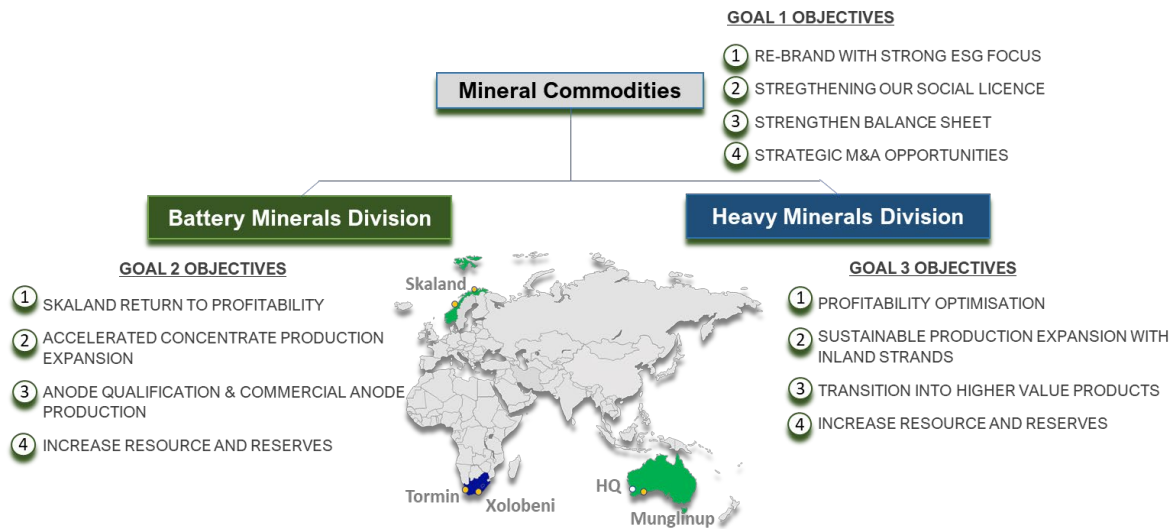 GOAL 1 OBJECTIVES
1 RE-BRAND WITH STRONG ESG FOCUS
2 STREGTHENING OUR SOCIAL LICENCE
3 STRENGTHEN BALANCE SHEET
4 STRATEGIC M&A OPPORTUNITIES
Mineral Commodities
Battery Minerals Division
GOAL 2 OBJECTIVES
1 SKALAND RETURN TO PROFITABILITY
2 ACCELERATED CONCENTRATE PRODUCTION
EXPANSION
3 ANODE QUALIFICATION & COMMERCIAL ANODE
PRODUCTION
4 INCREASE RESOURCE AND RESERVES
Heavy Minerals Division
GOAL 3 OBJECTIVES
1 PROFITABILITY OPTIMISATION
2 SUSTAINABLE PRODUCTION EXPANSION WITH
INLAND STRANDS
3 TRANSITION INTO HIGHER VALUE PRODUCTS
4 INCREASE RESOURCE AND RESERVES
Skaland
Tormin
Xolobeni
HQ
Munglinup